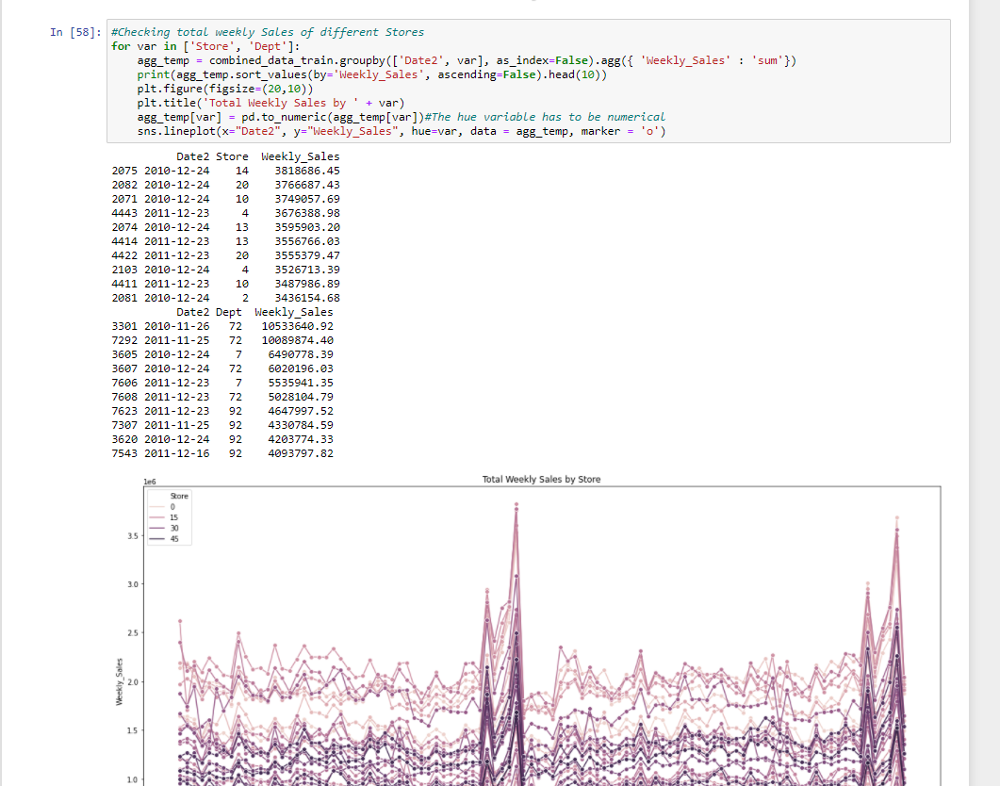 In [58]: #Checking total weekly Sales of different Stores
for var in ['Store', 'Dept']:
    agg_temp = combined_data_train.groupby(['Date2', var], as_index=False).agg({ 'Weekly_Sales' : 'sum'})
    print(agg_temp.sort_values(by='Weekly_Sales', ascending=False).head(10))
    plt.figure(figsize=(20,10))
    plt.title('Total Weekly Sales by ' + var)
    agg_temp[var] = pd.to_numeric(agg_temp[var])#The hue variable has to be numerical
    sns.lineplot(x="Date2", y="Weekly_Sales", hue=var, data = agg_temp, marker = 'o')
Date2 Store Weekly_Sales
2075 2010-12-24 14 3818686.45
2082 2010-12-24 20 3766687.43
2071 2010-12-24 10 3749057.69
4443 2011-12-23 4 3676388.98
2074 2010-12-24 13 3595903.20
4414 2011-12-23 13 3556766.03
4422 2011-12-23 20 3555379.47
2103 2010-12-24 4 3526713.39
4411 2011-12-23 10 3487986.89
2081 2010-12-24 2 3436154.68
Date2 Dept Weekly_Sales
3301 2010-11-26 72 10533640.92
7292 2011-11-25 72 10089874.40
3605 2010-12-24 7 6490778.39
3607 2010-12-24 72 6020196.03
7606 2011-12-23 7 5535941.35
7608 2011-12-23 72 5028104.79
7623 2011-12-23 92 4647997.52
7307 2011-11-25 92 4330784.59
3620 2010-12-24 92 4203774.33
7543 2011-12-16 92 4093797.82
Total Weekly Sales by Store
1e6
Store
0
15
30
45
3.5
3.0
2.5
2.0
1.5
1.0
Weekly_Sales